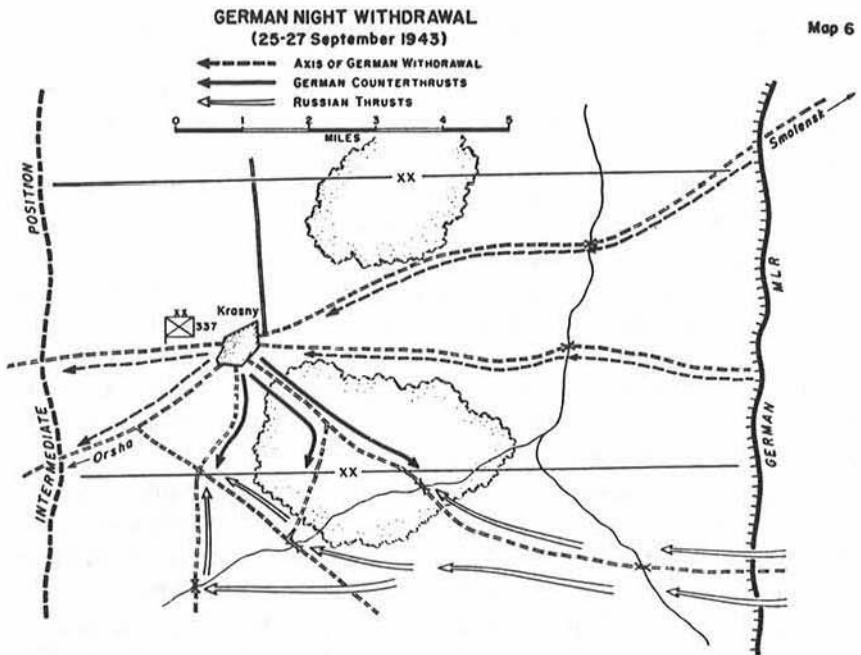 GERMAN NIGHT WITHDRAWAL
(25-27 September 1943)
Map 6
AXIS OF GERMAN WITHDRAWAL
GERMAN COUNTERTHRUSTS
RUSSIAN THRUSTS
0 1 2 3 4 5
MILES
Smolensk
XX
POSITION
MLR
XX
337
Krasny
INTERMEDIATE
Orsha
XX
GERMAN